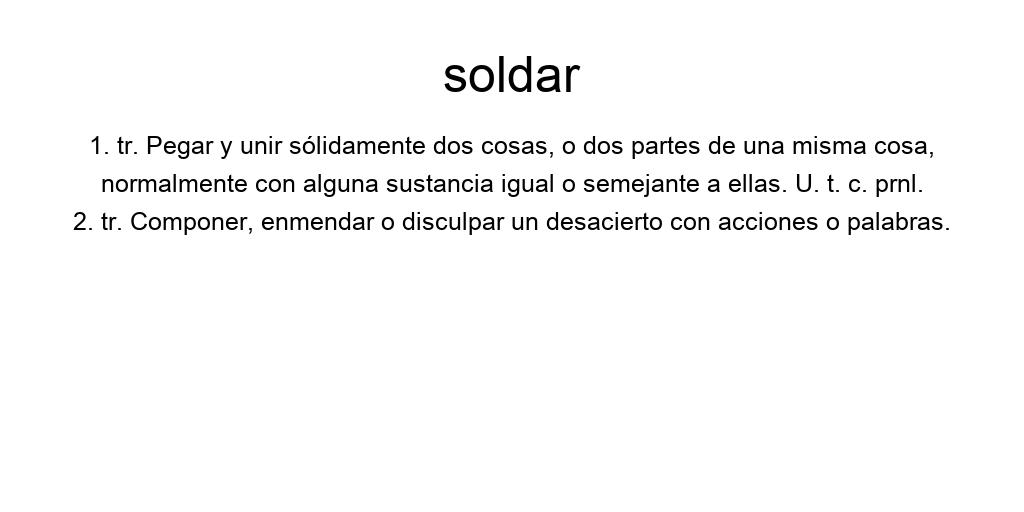 soldar
1. tr. Pegar y unir sólidamente dos cosas, o dos partes de una misma cosa,
normalmente con alguna sustancia igual o semejante a ellas. U. t. c. prnl.
2. tr. Componer, enmendar o disculpar un desacierto con acciones o palabras.